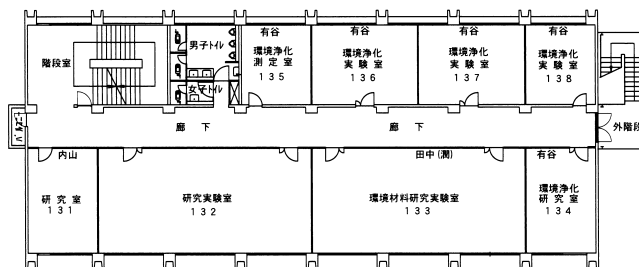 有谷
有谷
有谷
有谷
階段室
男子トイレ
環境浄化
測定室
135
環境浄化
実験室
136
環境浄化
実験室
137
環境浄化
実験室
138
女子トイレ
バルコニー
廊下
廊下
外階段
内山
田中(潤)
有谷
研究室
131
研究実験室
132
環境材料研究実験室
133
環境浄化
研究室
134